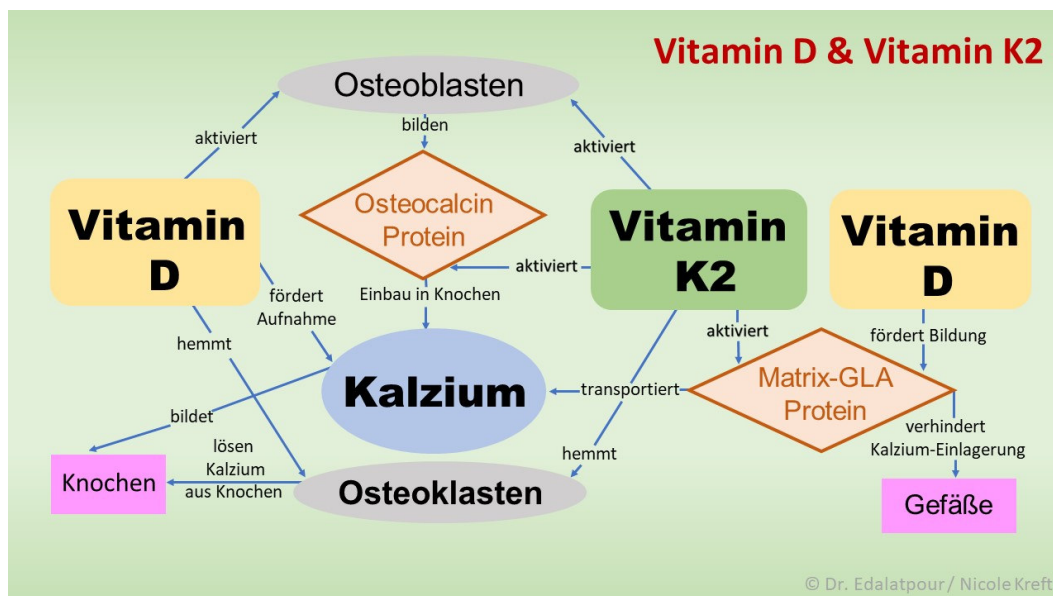 Vitamin D & Vitamin K2
Osteoblasten
aktiviert
bilden
aktiviert
Vitamin
D
Osteocalcin
Protein
Vitamin
K2
Vitamin
D
aktiviert
fördert
Aufnahme
Einbau in Knochen
hemmt
aktiviert
fördert Bildung
Kalzium
transportiert
Matrix-GLA
Protein
bildet
verhindert
Kalzium-Einlagerung
lösen
Kalzium
aus Knochen
hemmt
Knochen
Osteoklasten
Gefäße
© Dr. Edalatpour / Nicole Kreft